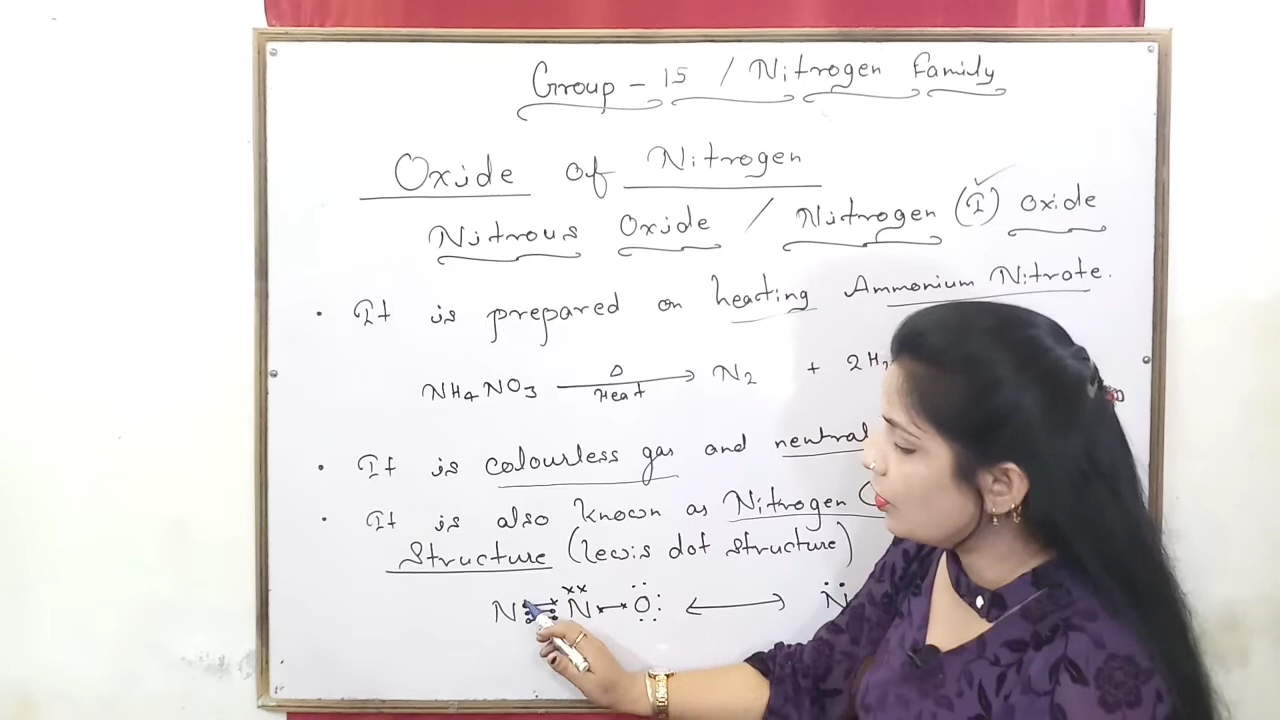 Group - 15 / Nitrogen Family
Oxide of Nitrogen
Nitrous Oxide / Nitrogen (I) Oxide
• It is prepared on heating Ammonium Nitrate.
NH4NO3 Δ Heat → N2 + 2H2
• It is colourless gas and neutral
• It is also known as Nitrogen (
Structure (lewis dot structure)
N N O ↔ N